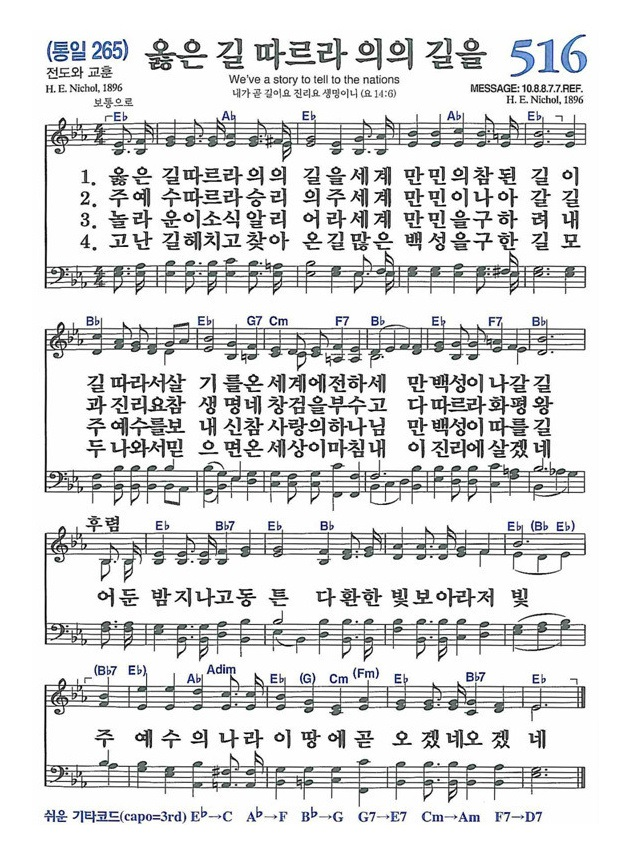 (통일 265) 옳은 길 따르라 의의 길을 516
전도와 교훈
We've a story to tell to the nations
H. E. Nichol, 1896
내가 곧 길이요 진리요 생명이니 (요 14:6)
MESSAGE: 10.8.8.7.7.REF.
H. E. Nichol, 1896
보통으로
E♭ A♭ E♭ A♭ E♭
1. 옳은 길따르라의의 길을세계 만민의참된 길이
2. 주예 수따르라승리 의주세계 만민이나아 갈길
3. 놀라 운이소식알리 어라세계 만민을구하 려내
4. 고난 길헤치고찾아 온길많은 백성을구한 길모
B♭ E♭ G7 Cm F7 B♭ E♭ F7 B♭
길따라서살 기를온세계에전하세 만백성이나갈길
과진리요참 생명네창검을부수고 다따르라화평왕
주예수를보 내신참사랑의하나님 만백성이따를길
두나와서믿 으면온세상이마침내 이진리에살겠네
후렴
E♭ B♭7 E♭ B♭ E♭ (B♭ E♭)
어둔 밤지나고동 튼 다환한빛보아라저 빛
(B♭7 E♭) A♭ Adim E♭ (G) Cm (Fm) E♭ B♭7 E♭
주 예수의나라이땅에곧 오겠네오겠 네
쉬운 기타코드(capo=3rd) E♭→C A♭→F B♭→G G7→E7 Cm→Am F7→D7